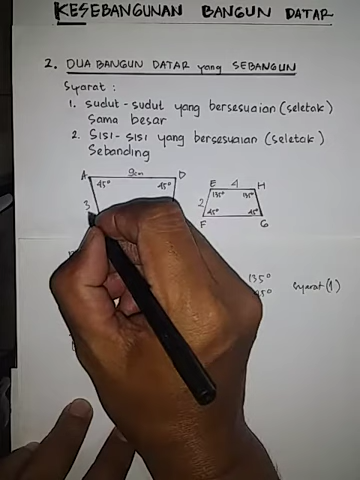 KESEBANGUNAN BANGUN DATAR
2. DUA BANGUN DATAR yang SEBANGUN
Syarat :
1. sudut-sudut yang bersesuaian (seletak)
sama besar
2. Sisi-sisi yang bersesuaian (seletak)
Sebanding
A 9cm D
45° 45°
3
E 4 H
135° 135°
2
45° 45°
F G
135°
45° syarat (1)